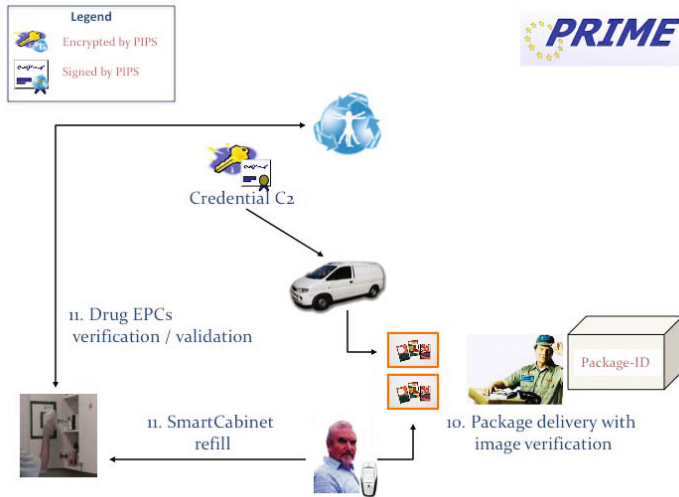 Legend
Encrypted by PIPS
Signed by PIPS
PRIME
Credential C2
11. Drug EPCs
verification / validation
Package-ID
11. SmartCabinet
refill
10. Package delivery with
image verification